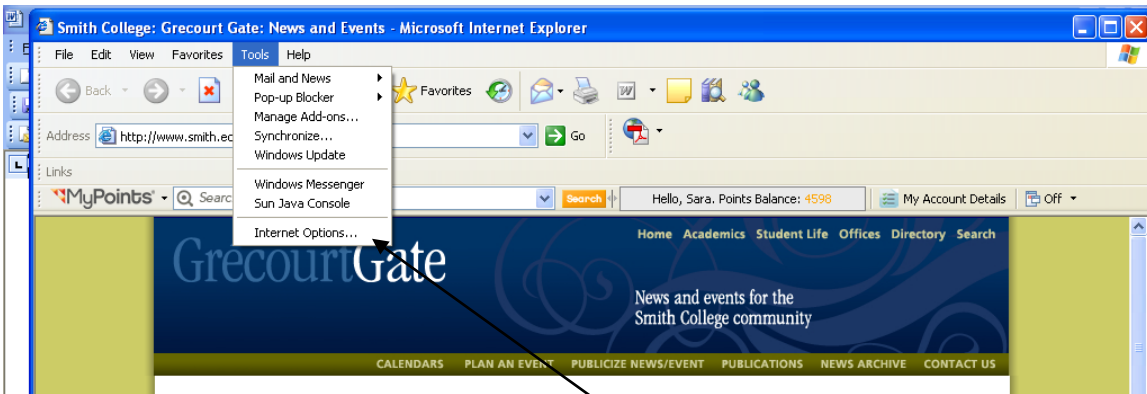 Smith College: Grecourt Gate: News and Events - Microsoft Internet Explorer
File Edit View Favorites Tools Help
Back Favorites
Mail and News
Pop-up Blocker
Manage Add-ons...
Synchronize...
Windows Update
Windows Messenger
Sun Java Console
Internet Options...
Address http://www.smith.ed Go
Links
MyPoints Searc Search Hello, Sara. Points Balance: 4598 My Account Details Off
Home Academics Student Life Offices Directory Search
GrecourtGate
News and events for the
Smith College community
CALENDARS PLAN AN EVENT PUBLICIZE NEWS/EVENT PUBLICATIONS NEWS ARCHIVE CONTACT US